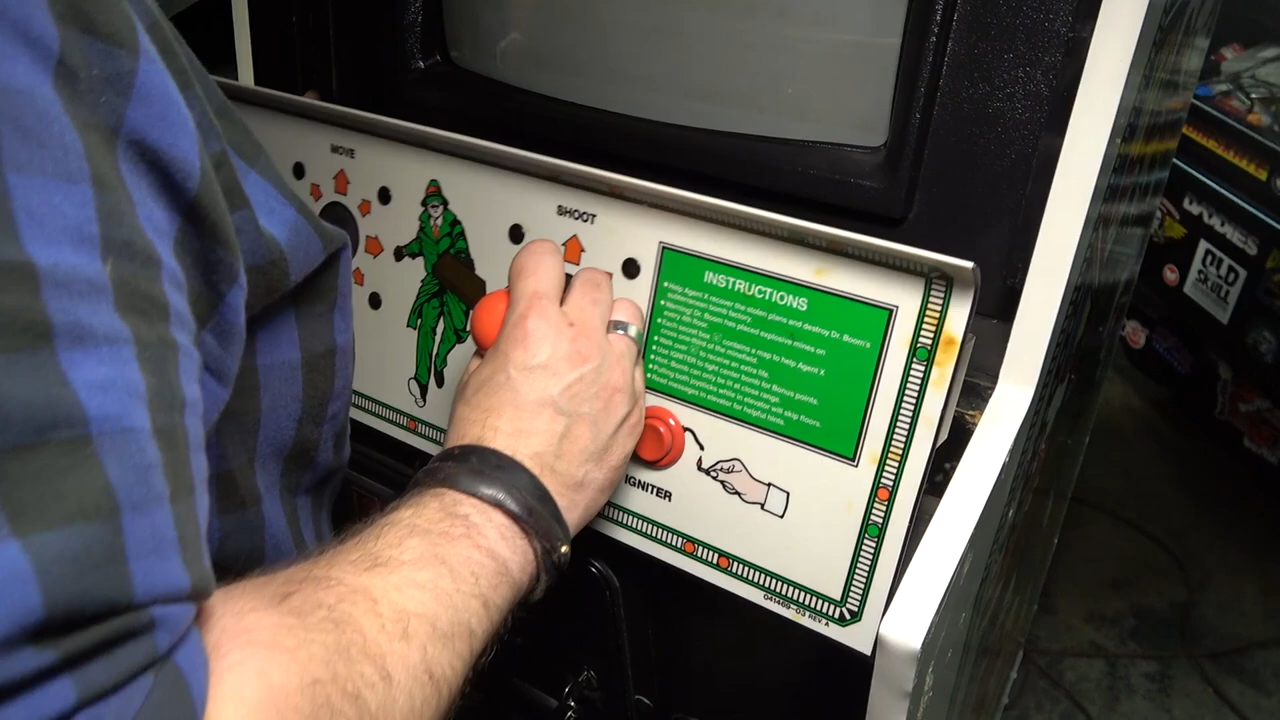 MOVE
SHOOT
INSTRUCTIONS
Help Agent X recover the stolen plans and destroy Dr. Boom's
subterranean bomb factory.
Warning! Dr. Boom has placed explosive mines on
every 4th floor.
Each secret box contains a map to help Agent X
cross one-third of the minefield.
Walk over to receive an extra life.
Use IGNITER to light center bomb for Bonus points.
Hot-Bomb can only be lit at close range.
Pulling both joysticks while in elevator will skip floors.
Read messages in elevator for helpful hints.
IGNITER
041469-03 REV. A
OLD
SKULL